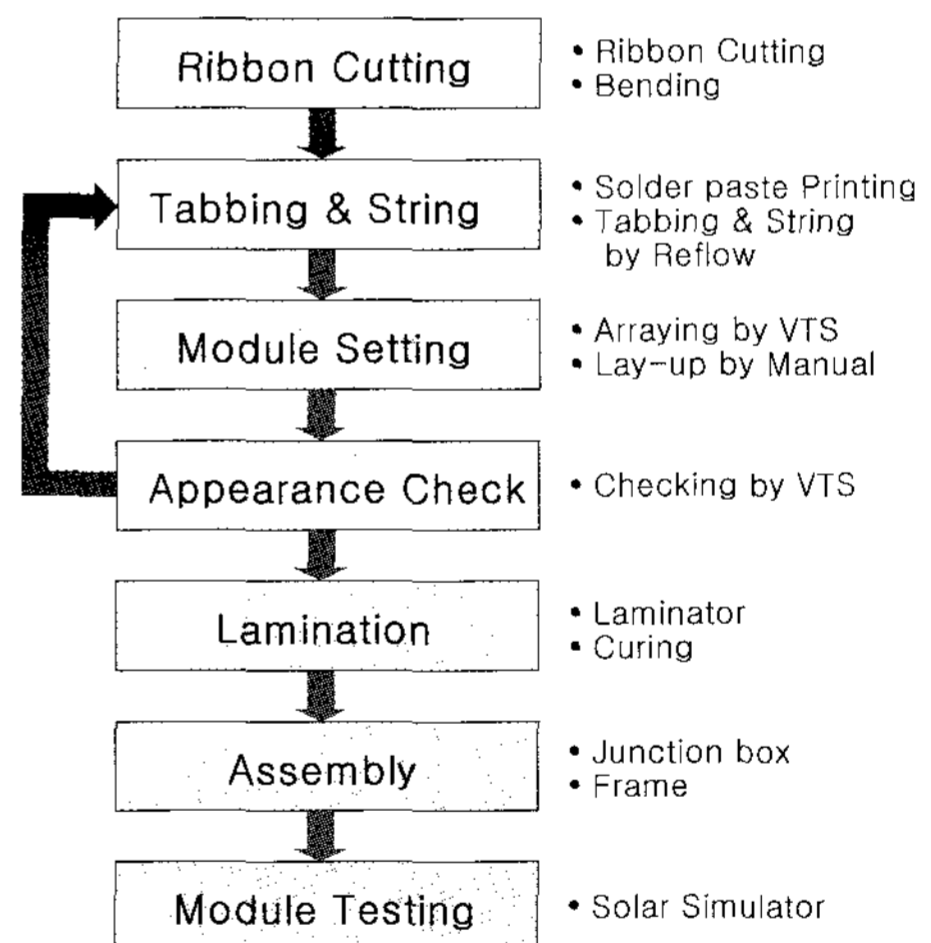 Ribbon Cutting
• Ribbon Cutting
• Bending
Tabbing & String
• Solder paste Printing
• Tabbing & String
by Reflow
Module Setting
• Arraying by VTS
• Lay-up by Manual
Appearance Check
• Checking by VTS
Lamination
• Laminator
• Curing
Assembly
• Junction box
• Frame
Module Testing
• Solar Simulator